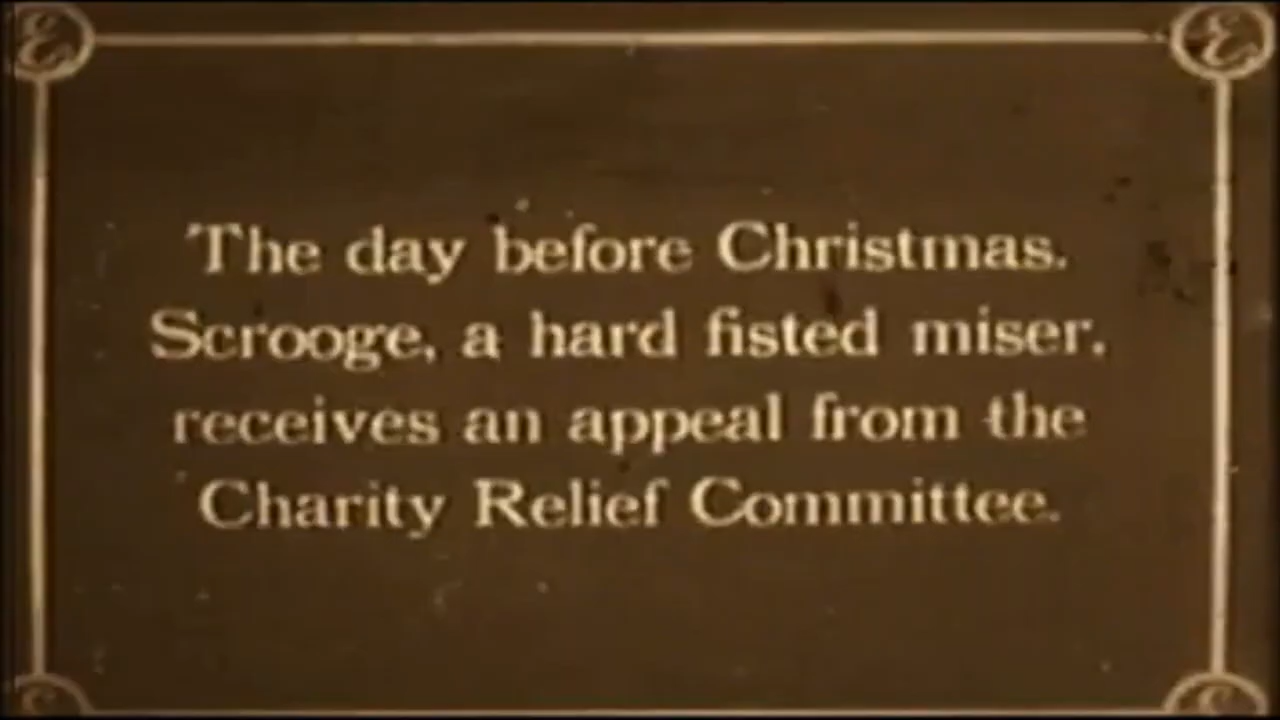 E E
The day before Christmas.
Scrooge, a hard fisted miser,
receives an appeal from the
Charity Relief Committee.
E E